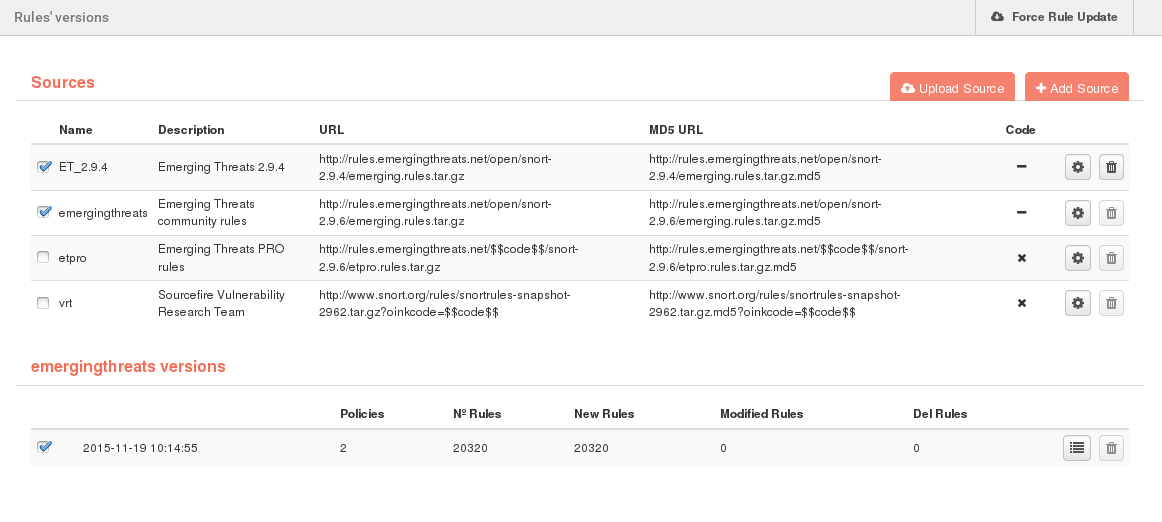 Rules' versions
Force Rule Update
Sources
Upload Source
Add Source
Name Description URL MD5 URL Code
ET_2.9.4 Emerging Threats 2.9.4 http://rules.emergingthreats.net/open/snort- http://rules.emergingthreats.net/open/snort-
2.9.4/emerging.rules.tar.gz 2.9.4/emerging.rules.tar.gz.md5
emergingthreats Emerging Threats http://rules.emergingthreats.net/open/snort- http://rules.emergingthreats.net/open/snort-
community rules 2.9.6/emerging.rules.tar.gz 2.9.6/emerging.rules.tar.gz.md5
etpro Emerging Threats PRO http://rules.emergingthreats.net/$$code$$/snort- http://rules.emergingthreats.net/$$code$$/snort-
rules 2.9.6/etpro.rules.tar.gz 2.9.6/etpro.rules.tar.gz.md5
vrt Sourcefire Vulnerability http://www.snort.org/rules/snortrules-snapshot- http://www.snort.org/rules/snortrules-snapshot-
Research Team 2962.tar.gz?oinkcode=$$code$$ 2962.tar.gz.md5?oinkcode=$$code$$
emergingthreats versions
Policies Nº Rules New Rules Modified Rules Del Rules
2015-11-19 10:14:55 2 20320 20320 0 0